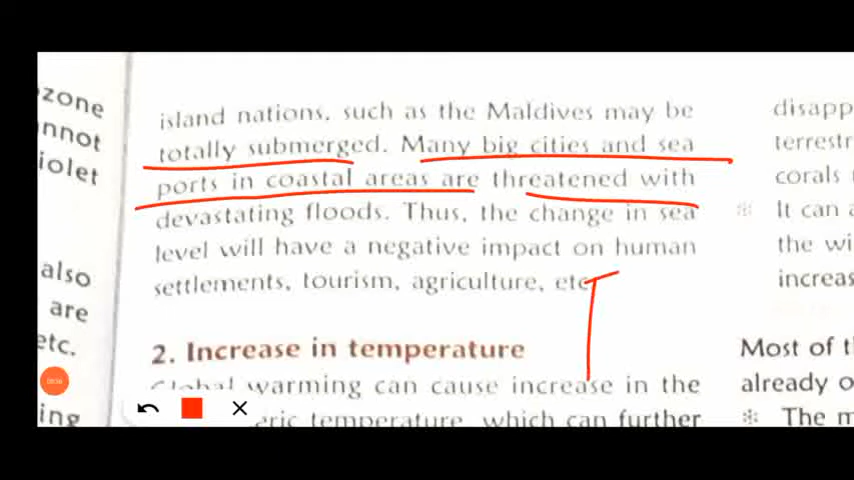 ozone
nnot
iolet
also
are
etc.
ing
island nations, such as the Maldives may be
totally submerged. Many big cities and sea
ports in coastal areas are threatened with
devastating floods. Thus, the change in sea
level will have a negative impact on human
settlements, tourism, agriculture, etc
2. Increase in temperature
Global warming can cause increase in the
eric temperature, which can further
disapp
terrestr
corals
It can a
the wi
increas
Most of t
already o
* The m